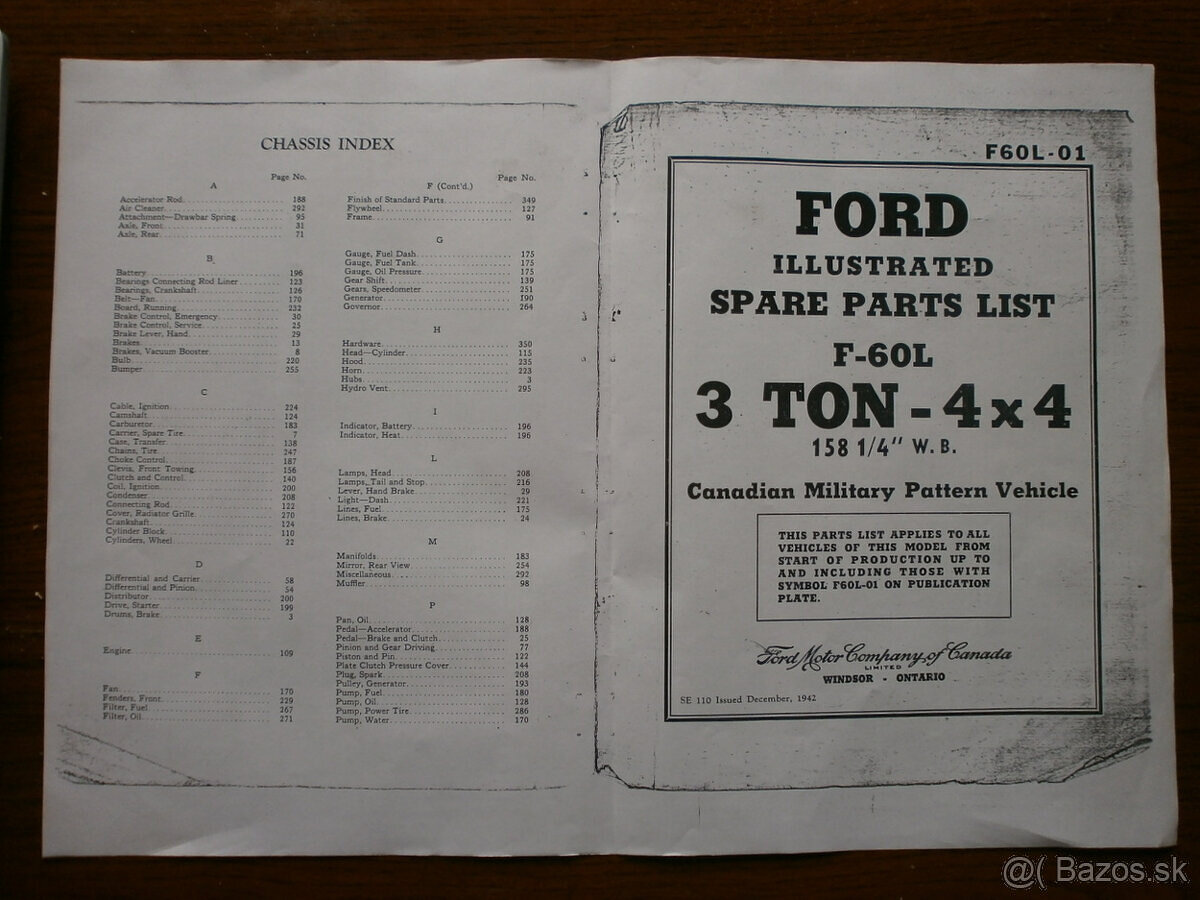 CHASSIS INDEX
Page No.
A
Accelerator Rod 188
Air Cleaner 292
Attachment—Drawbar Spring 95
Axle, Front 31
Axle, Rear 71
B
Battery 196
Bearings Connecting Rod Liner 123
Bearings, Crankshaft 126
Belt—Fan 170
Board, Running 232
Brake Control, Emergency 30
Brake Control, Service 25
Brake Lever, Hand 29
Brakes 13
Brakes, Vacuum Booster 8
Bulb 220
Bumper 255
C
Cable, Ignition 224
Camshaft 124
Carburetor 183
Carrier, Spare Tire 7
Case, Transfer 138
Chains, Tire 247
Choke Control 187
Clevis, Front Towing 156
Clutch and Control 140
Coil, Ignition 200
Condenser 208
Connecting Rod 122
Cover, Radiator Grille 270
Crankshaft 124
Cylinder Block 110
Cylinders, Wheel 22
D
Differential and Carrier 58
Differential and Pinion 54
Distributor 200
Drive, Starter 199
Drums, Brake 3
E
Engine 109
F
Fan 170
Fenders, Front 229
Filter, Fuel 267
Filter, Oil 271
Page No.
F (Cont'd.)
Finish of Standard Parts 349
Flywheel 127
Frame 91
G
Gauge, Fuel Dash 175
Gauge, Fuel Tank 175
Gauge, Oil Pressure 175
Gear Shift 139
Gears, Speedometer 251
Generator 190
Governor 264
H
Hardware 350
Head—Cylinder 115
Hood 235
Horn 223
Hubs 3
Hydro Vent 295
I
Indicator, Battery 196
Indicator, Heat 196
L
Lamps, Head 208
Lamps, Tail and Stop 216
Lever, Hand Brake 29
Light—Dash 221
Lines, Fuel 175
Lines, Brake 24
M
Manifolds 183
Mirror, Rear View 254
Miscellaneous 292
Muffler 98
P
Pan, Oil 128
Pedal—Accelerator 188
Pedal—Brake and Clutch 25
Pinion and Gear Driving 77
Piston and Pin 122
Plate Clutch Pressure Cover 144
Plug, Spark 208
Pulley, Generator 193
Pump, Fuel 180
Pump, Oil 128
Pump, Power Tire 286
Pump, Water 170
F60L-01
FORD
ILLUSTRATED
SPARE PARTS LIST
F-60L
3 TON - 4x4
158 1/4" W.B.
Canadian Military Pattern Vehicle
THIS PARTS LIST APPLIES TO ALL
VEHICLES OF THIS MODEL FROM
START OF PRODUCTION UP TO
AND INCLUDING THOSE WITH
SYMBOL F60L-01 ON PUBLICATION
PLATE.
Ford Motor Company of Canada
LIMITED
WINDSOR - ONTARIO
SE 110 Issued December, 1942
@( Bazos.sk